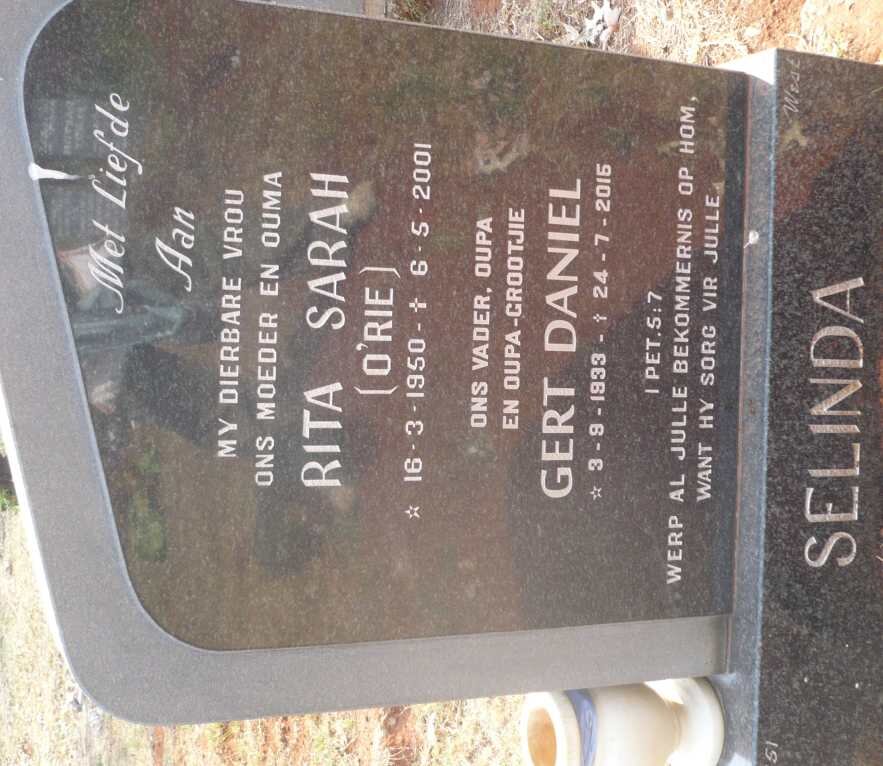 Met Liefde
Aan
MY DIERBARE VROU
ONS MOEDER EN OUMA
RITA SARAH
(O'RIE)
☆ 16-3-1950-† 6-5-2001
ONS VADER, OUPA
EN OUPA-GROOTJIE
GERT DANIEL
☆ 3-9-1933-† 24-7-2016
I PET. 5:7
WERP AL JULLE BEKOMMERNIS OP HOM,
WANT HY SORG VIR JULLE
51
West
SELINDA